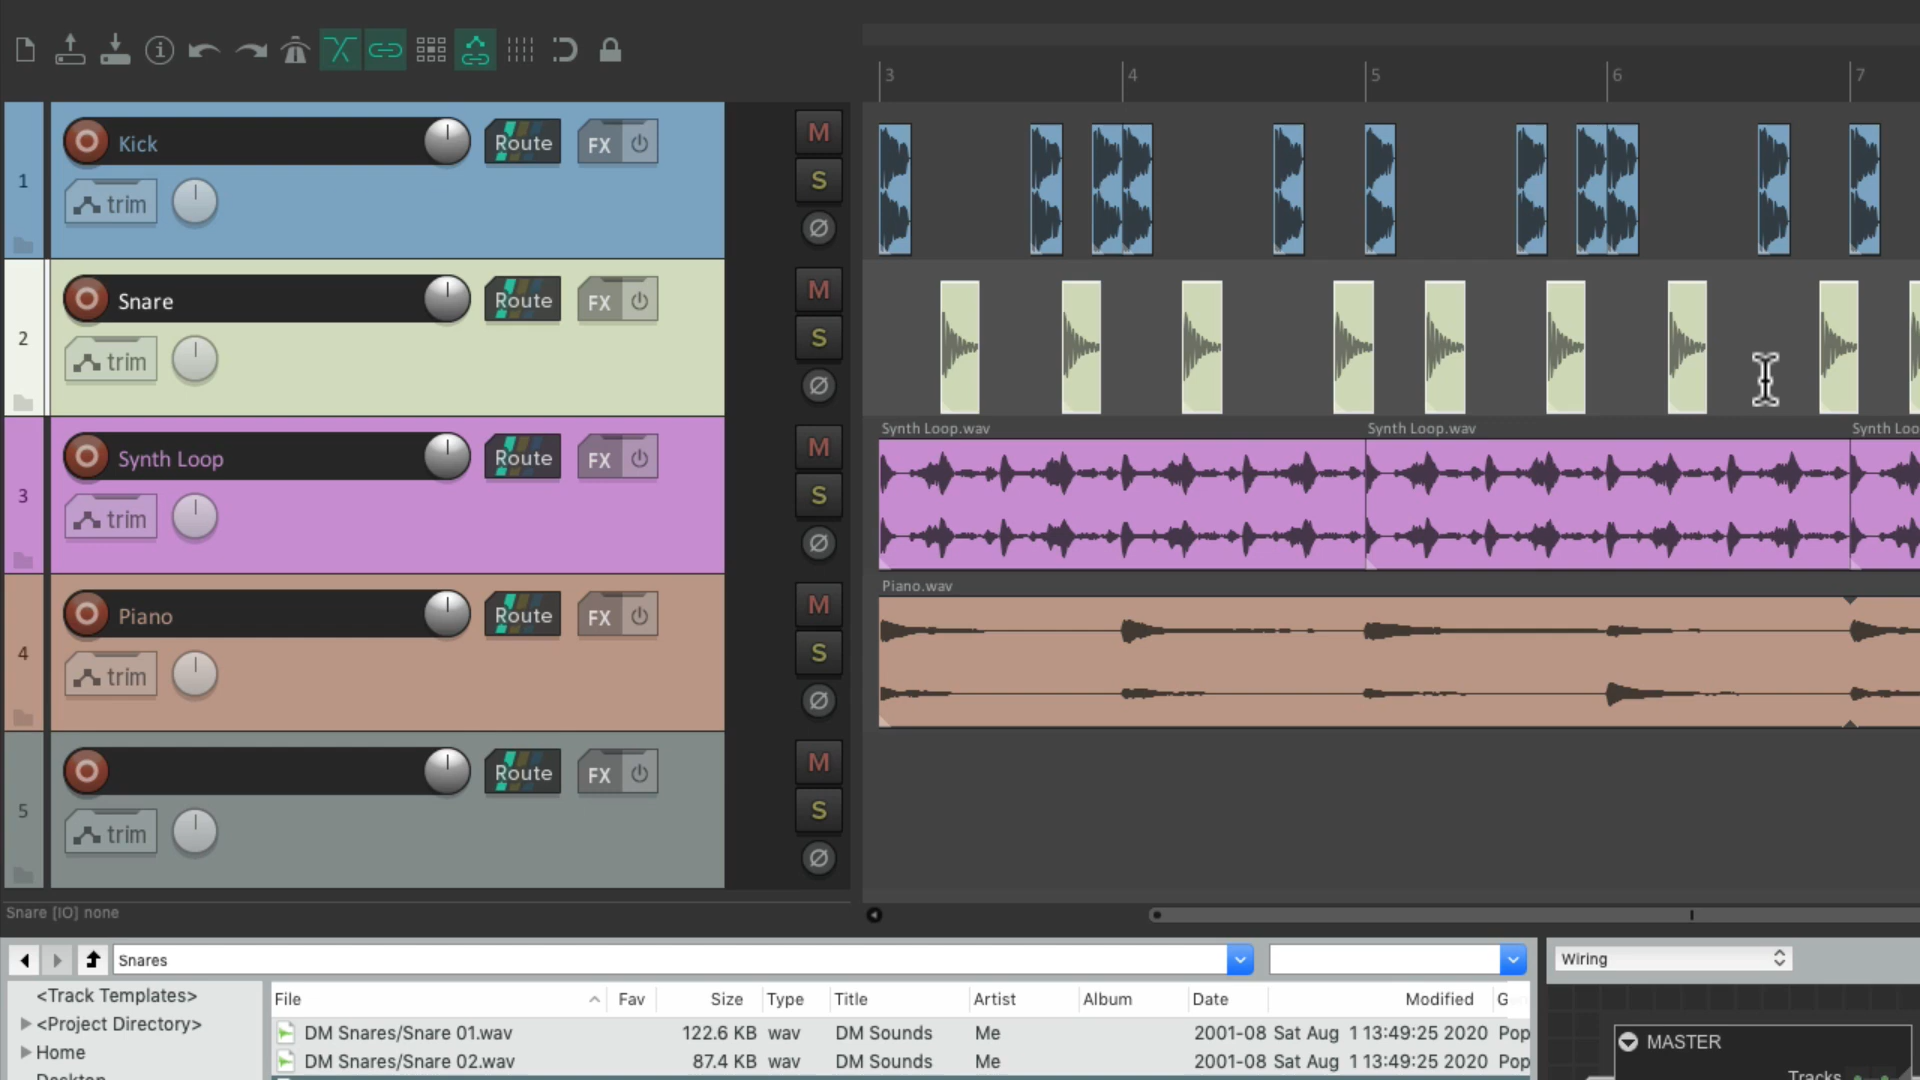 3 4 5 6 7
1 Kick Route FX M
trim S
Ø
2 Snare Route FX M
trim S
Ø
Synth Loop.wav Synth Loop.wav Synth Loo
3 Synth Loop Route FX M
trim S
Ø
Piano.wav
4 Piano Route FX M
trim S
Ø
5 Route FX M
trim S
Ø
Snare [IO] none
Snares
Wiring
<Track Templates>
<Project Directory>
Home
Desktop
File Fav Size Type Title Artist Album Date Modified G
DM Snares/Snare 01.wav 122.6 KB wav DM Sounds Me 2001-08 Sat Aug 1 13:49:25 2020 Pop
DM Snares/Snare 02.wav 87.4 KB wav DM Sounds Me 2001-08 Sat Aug 1 13:49:25 2020 Pop
MASTER
Tracks